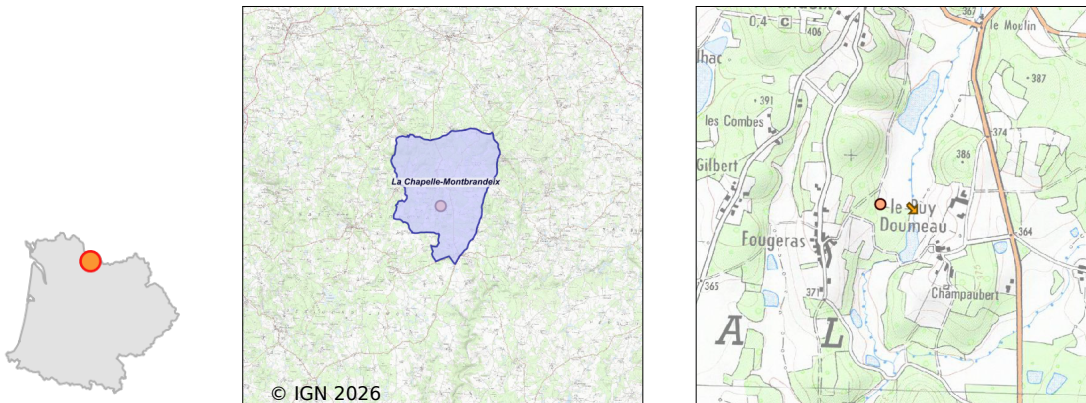 La Chapelle-Montbrandeix
© IGN 2026
367
le Moulin
0,4
C
406
lhac
387
391
les Combes
374
Gilbert
386
le Puy
Doumeau
Fougeras
364
365
371
Champaubert
A
L